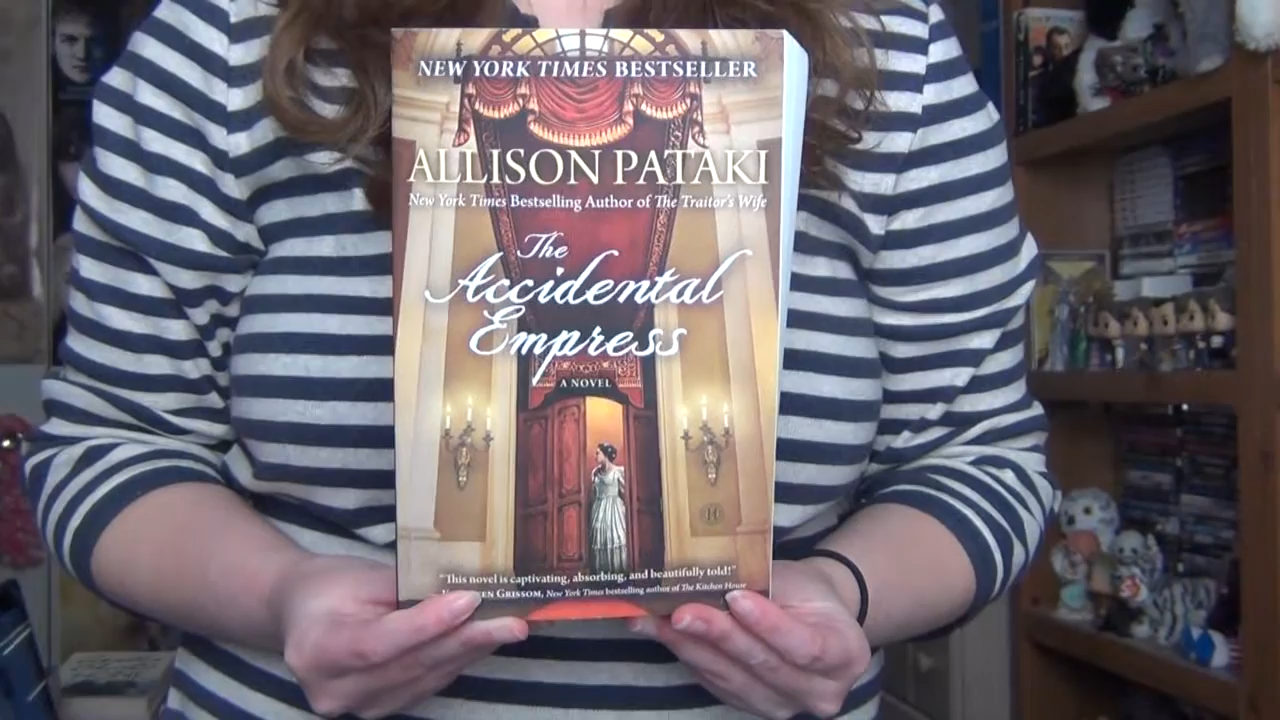 NEW YORK TIMES BESTSELLER
ALLISON PATAKI
New York Times Bestselling Author of The Traitor's Wife
The
Accidental
Empress
A NOVEL
H
"This novel is captivating, absorbing, and beautifully told!"
GRISSOM, New York Times bestselling author of The Kitchen House